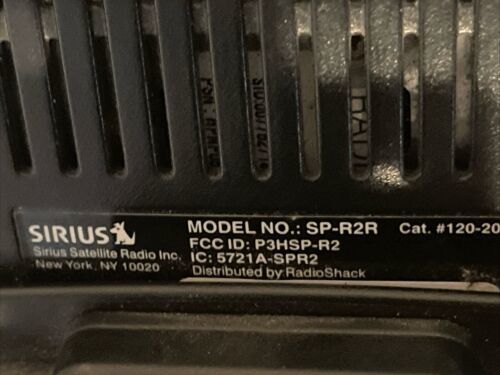 SIRIUS
Sirius Satellite Radio Inc.
New York, NY 10020
MODEL NO.: SP-R2R
Cat. #120-20
FCC ID: P3HSP-R2
IC: 5721A-SPR2
Distributed by RadioShack